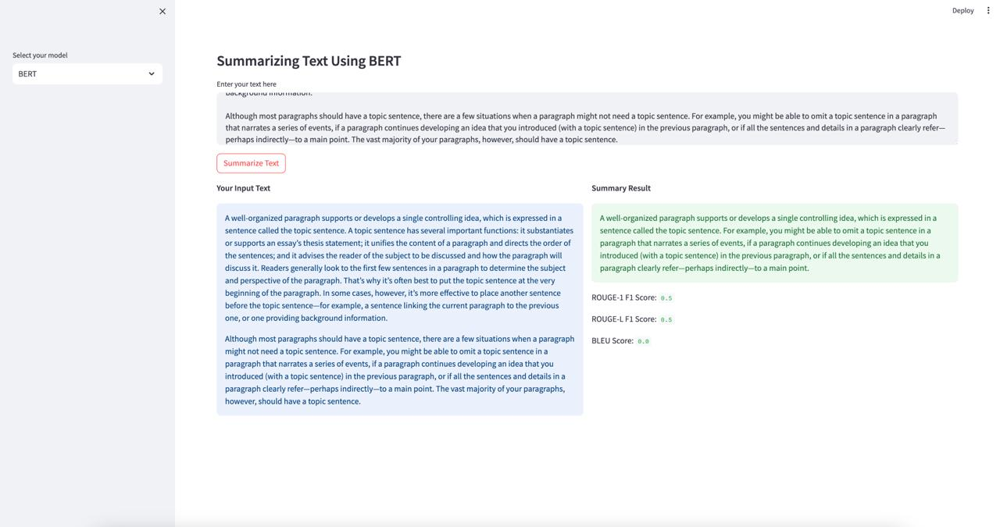 Deploy
Select your model
BERT
Summarizing Text Using BERT
Enter your text here
background information.
Although most paragraphs should have a topic sentence, there are a few situations when a paragraph might not need a topic sentence. For example, you might be able to omit a topic sentence in a paragraph
that narrates a series of events, if a paragraph continues developing an idea that you introduced (with a topic sentence) in the previous paragraph, or if all the sentences and details in a paragraph clearly refer—
perhaps indirectly—to a main point. The vast majority of your paragraphs, however, should have a topic sentence.
Summarize Text
Your Input Text
A well-organized paragraph supports or develops a single controlling idea, which is expressed in a
sentence called the topic sentence. A topic sentence has several important functions: it substantiates
or supports an essay’s thesis statement; it unifies the content of a paragraph and directs the order of
the sentences; and it advises the reader of the subject to be discussed and how the paragraph will
discuss it. Readers generally look to the first few sentences in a paragraph to determine the subject
and perspective of the paragraph. That’s why it’s often best to put the topic sentence at the very
beginning of the paragraph. In some cases, however, it’s more effective to place another sentence
before the topic sentence—for example, a sentence linking the current paragraph to the previous
one, or one providing background information.
Although most paragraphs should have a topic sentence, there are a few situations when a paragraph
might not need a topic sentence. For example, you might be able to omit a topic sentence in a
paragraph that narrates a series of events, if a paragraph continues developing an idea that you
introduced (with a topic sentence) in the previous paragraph, or if all the sentences and details in a
paragraph clearly refer—perhaps indirectly—to a main point. The vast majority of your paragraphs,
however, should have a topic sentence.
Summary Result
A well-organized paragraph supports or develops a single controlling idea, which is expressed in a
sentence called the topic sentence. For example, you might be able to omit a topic sentence in a
paragraph that narrates a series of events, if a paragraph continues developing an idea that you
introduced (with a topic sentence) in the previous paragraph, or if all the sentences and details in a
paragraph clearly refer—perhaps indirectly—to a main point.
ROUGE-1 F1 Score: 0.5
ROUGE-L F1 Score: 0.5
BLEU Score: 0.0